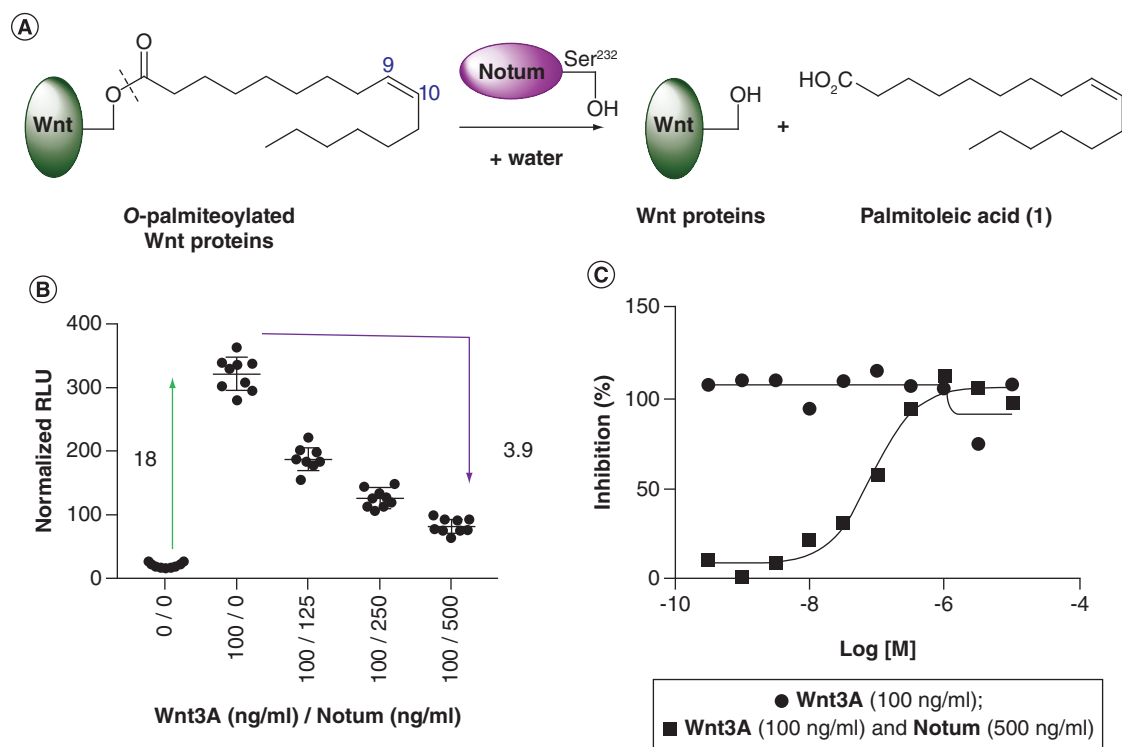 A
O
O
9
10
Wnt
Notum
Ser²³²
OH
+ water
Wnt
OH
+
HO₂C
O-palmiteoylated
Wnt proteins
Wnt proteins
Palmitoleic acid (1)
B
Normalized RLU
400
300
200
100
0
18
3.9
0 / 0
100 / 0
100 / 125
100 / 250
100 / 500
Wnt3A (ng/ml) / Notum (ng/ml)
C
Inhibition (%)
150
100
50
0
-10
-8
-6
-4
Log [M]
Wnt3A (100 ng/ml);
Wnt3A (100 ng/ml) and Notum (500 ng/ml)